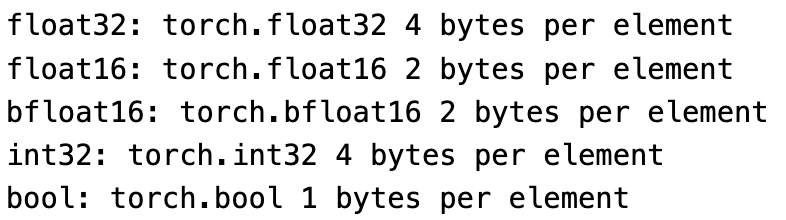 float32: torch.float32 4 bytes per element
float16: torch.float16 2 bytes per element
bfloat16: torch.bfloat16 2 bytes per element
int32: torch.int32 4 bytes per element
bool: torch.bool 1 bytes per element